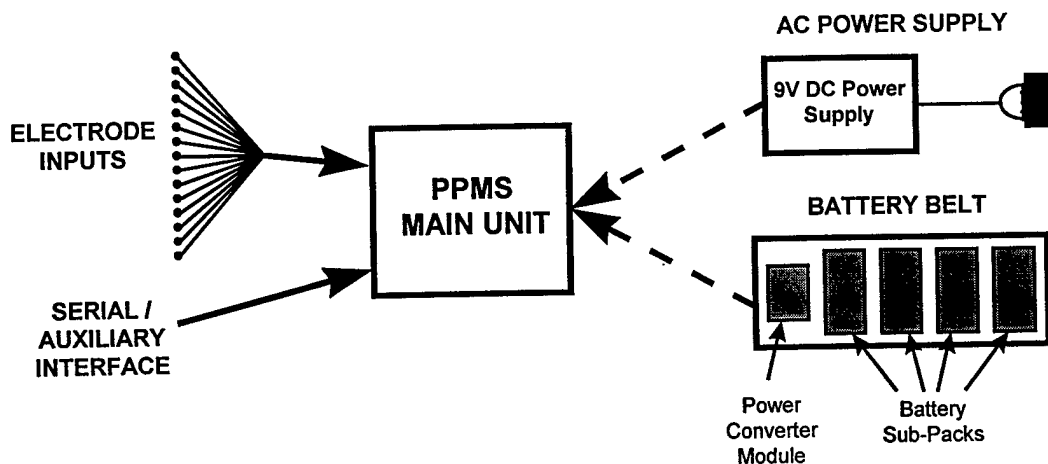 AC POWER SUPPLY
9V DC Power
Supply
ELECTRODE
INPUTS
PPMS
MAIN UNIT
BATTERY BELT
SERIAL /
AUXILIARY
INTERFACE
Power
Converter
Module
Battery
Sub-Packs